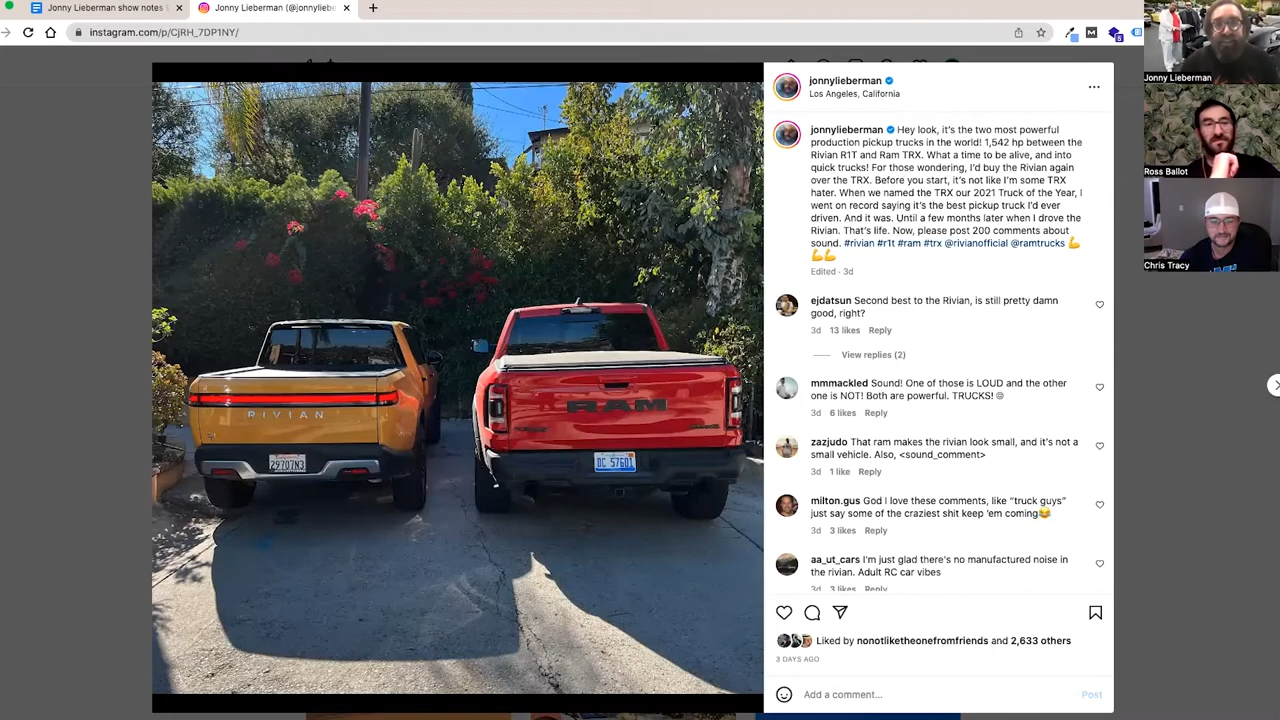 Jonny Lieberman show notes
Jonny Lieberman (@jonnyliebe
instagram.com/p/CjRH_7DP1NY/
jonnylieberman
Los Angeles, California
jonnylieberman Hey look, it's the two most powerful
production pickup trucks in the world! 1,542 hp between the
Rivian R1T and Ram TRX. What a time to be alive, and into
quick trucks! For those wondering, I'd buy the Rivian again
over the TRX. Before you start, it's not like I'm some TRX
hater. When we named the TRX our 2021 Truck of the Year, I
went on record saying it's the best pickup truck I'd ever
driven. And it was. Until a few months later when I drove the
Rivian. That's life. Now, please post 200 comments about
sound. #rivian #r1t #ram #trx @rivianofficial @ramtrucks 💪
💪💪
Edited · 3d
ejdatsun Second best to the Rivian, is still pretty damn
good, right?
3d 13 likes Reply
View replies (2)
mmmackled Sound! One of those is LOUD and the other
one is NOT! Both are powerful. TRUCKS!
3d 6 likes Reply
zazjudo That ram makes the rivian look small, and it's not a
small vehicle. Also, <sound_comment>
3d 1 like Reply
milton.gus God I love these comments, like "truck guys"
just say some of the craziest shit keep 'em coming😂
3d 3 likes Reply
aa_ut_cars I'm just glad there's no manufactured noise in
the rivian. Adult RC car vibes
3d 3 likes Reply
Liked by nonotliketheonefromfriends and 2,633 others
3 DAYS AGO
Add a comment...
Post
RIVIAN
29707N3
RAM
DC 57601
Jonny Lieberman
Ross Ballot
Chris Tracy